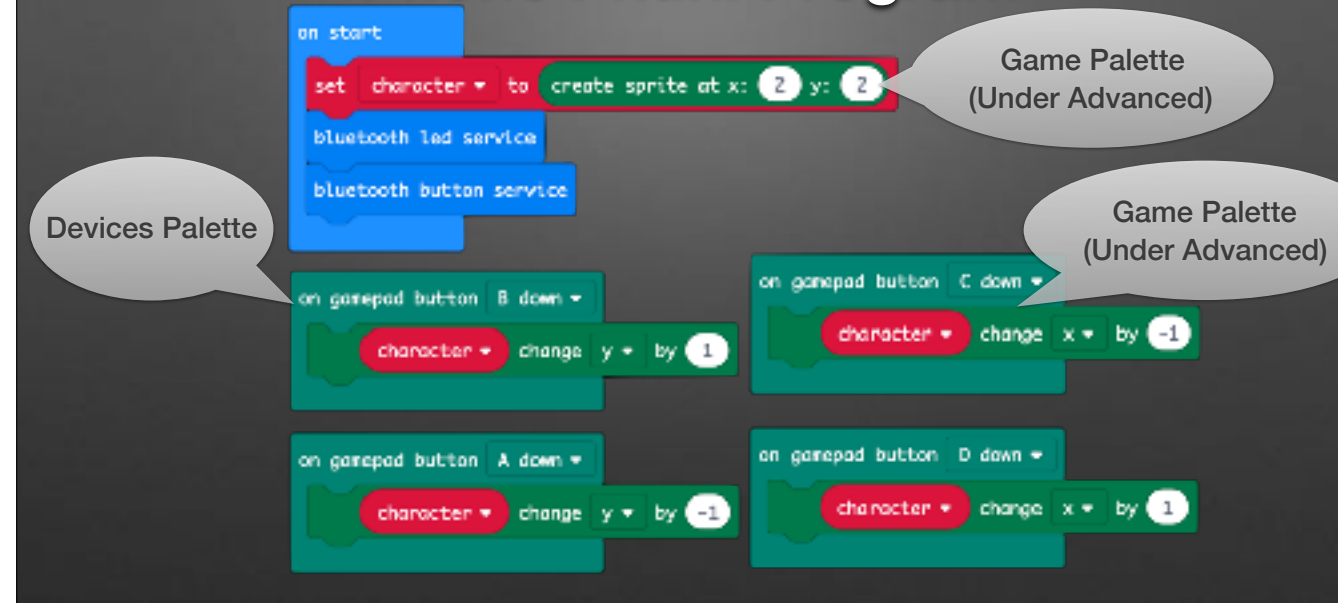 on start
set character to create sprite at x: 2 y: 2
bluetooth led service
bluetooth button service
Game Palette
(Under Advanced)
Devices Palette
Game Palette
(Under Advanced)
on gamepad button B down
character change y by 1
on gamepad button C down
character change x by -1
on gamepad button A down
character change y by -1
on gamepad button D down
character change x by 1